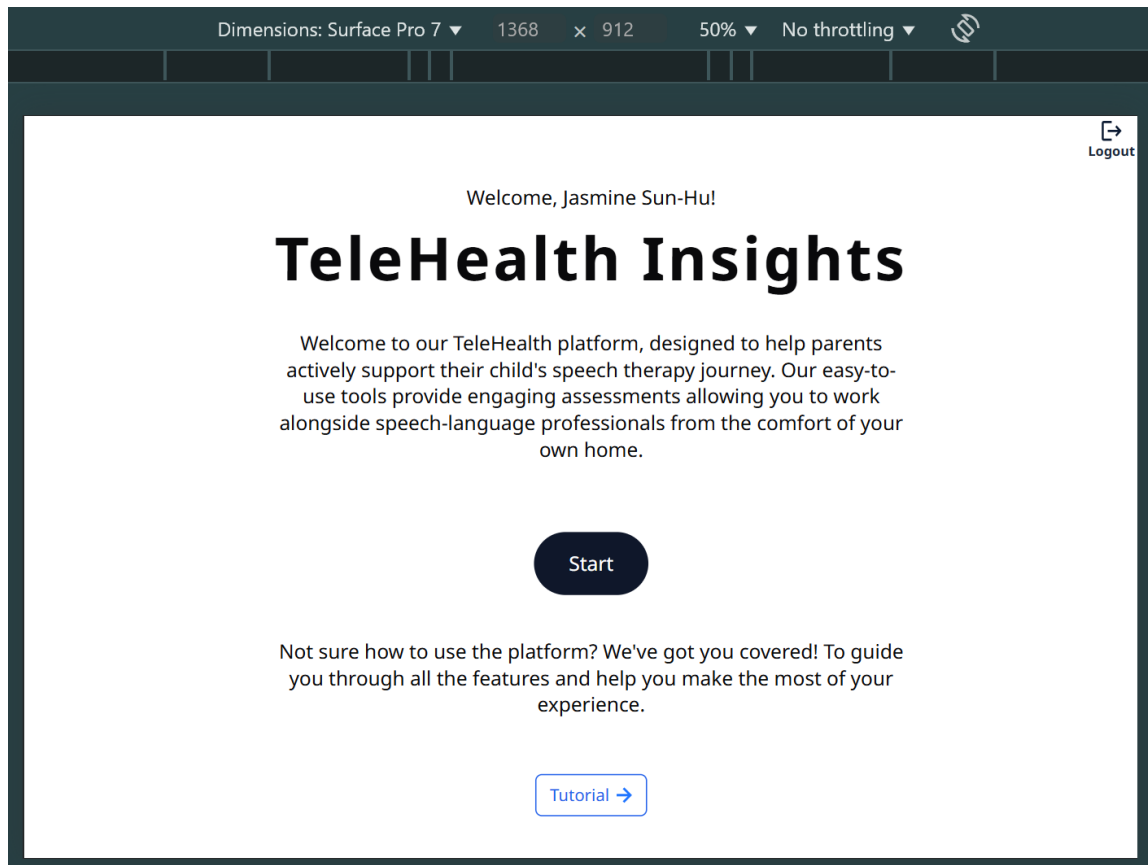 Dimensions: Surface Pro 7 ▼ 1368 × 912 50% ▼ No throttling ▼
Logout
Welcome, Jasmine Sun-Hu!
TeleHealth Insights
Welcome to our TeleHealth platform, designed to help parents
actively support their child's speech therapy journey. Our easy-to-
use tools provide engaging assessments allowing you to work
alongside speech-language professionals from the comfort of your
own home.
Start
Not sure how to use the platform? We've got you covered! To guide
you through all the features and help you make the most of your
experience.
Tutorial →